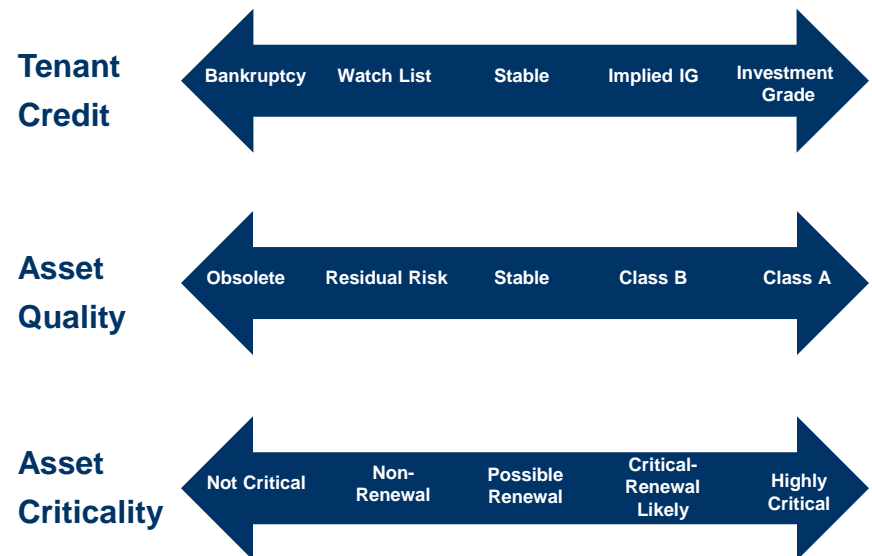 Tenant
Credit
Bankruptcy Watch List Stable Implied IG Investment
Grade
Asset
Quality
Obsolete Residual Risk Stable Class B Class A
Asset
Criticality
Not Critical
Non-
Renewal
Possible
Renewal
Critical-
Renewal
Likely
Highly
Critical